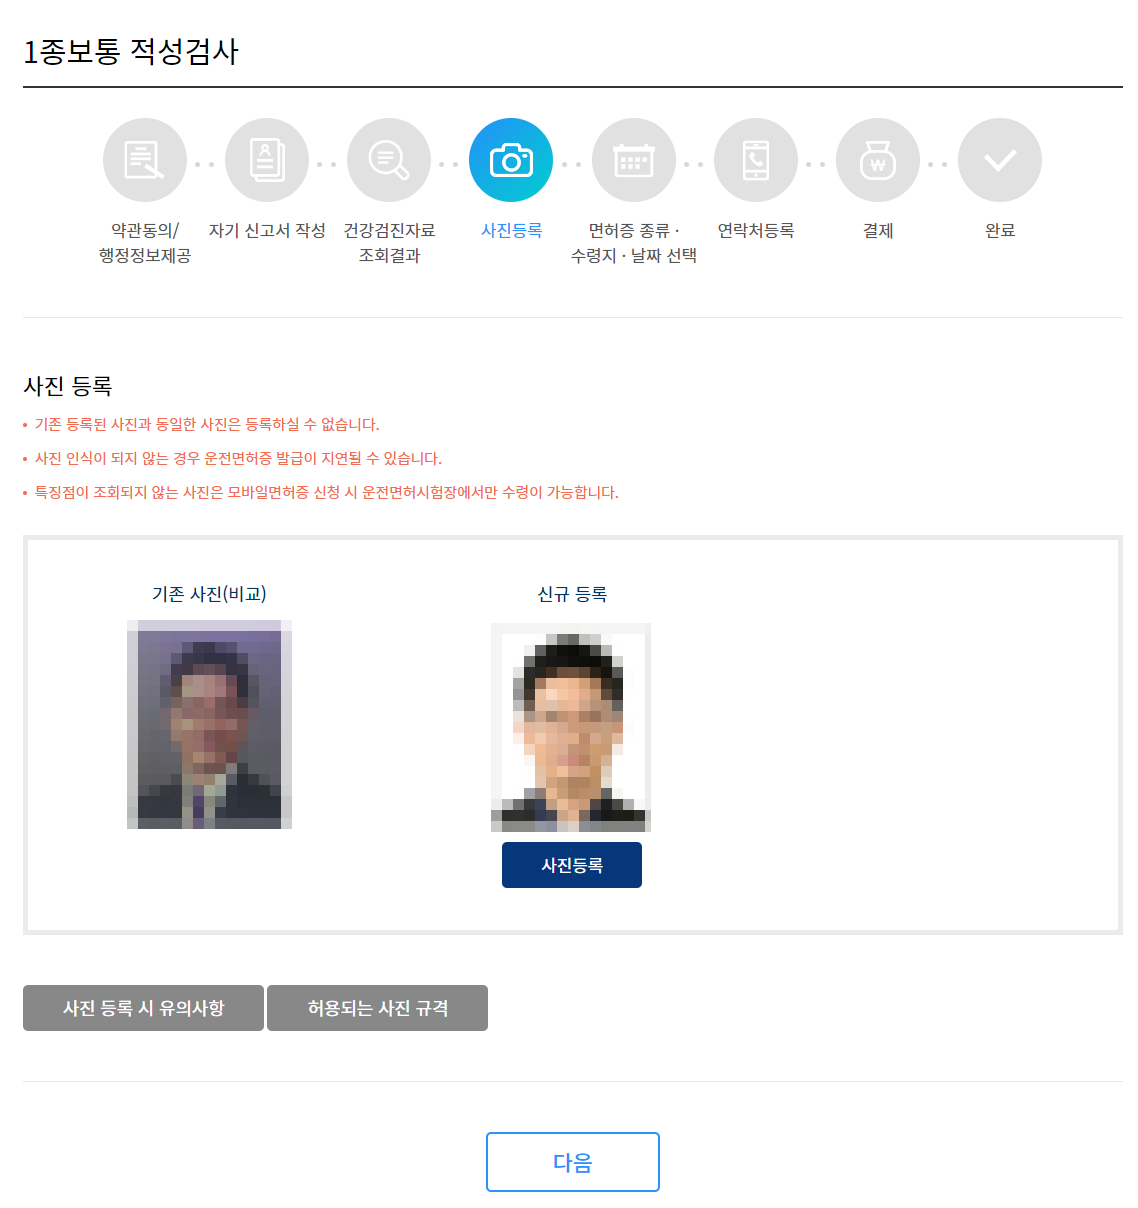 1종보통 적성검사
약관동의/
행정정보제공
자기 신고서 작성
건강검진자료
조회결과
사진등록
면허증 종류 ·
수령지 · 날짜 선택
연락처등록
₩
결제
완료
사진 등록
• 기존 등록된 사진과 동일한 사진은 등록하실 수 없습니다.
• 사진 인식이 되지 않는 경우 운전면허증 발급이 지연될 수 있습니다.
• 특징점이 조회되지 않는 사진은 모바일면허증 신청 시 운전면허시험장에서만 수령이 가능합니다.
기존 사진(비교)
신규 등록
사진등록
사진 등록 시 유의사항
허용되는 사진 규격
다음